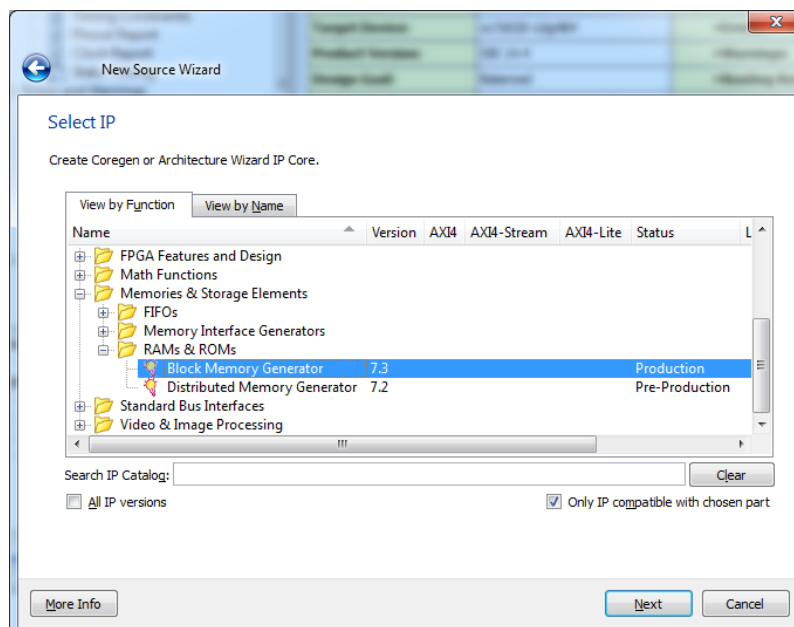 New Source Wizard
Select IP
Create Coregen or Architecture Wizard IP Core.
View by Function View by Name
Name Version AXI4 AXI4-Stream AXI4-Lite Status L
FPGA Features and Design
Math Functions
Memories & Storage Elements
FIFOs
Memory Interface Generators
RAMs & ROMs
Block Memory Generator 7.3 Production
Distributed Memory Generator 7.2 Pre-Production
Standard Bus Interfaces
Video & Image Processing
Search IP Catalog: Clear
All IP versions Only IP compatible with chosen part
More Info Next Cancel